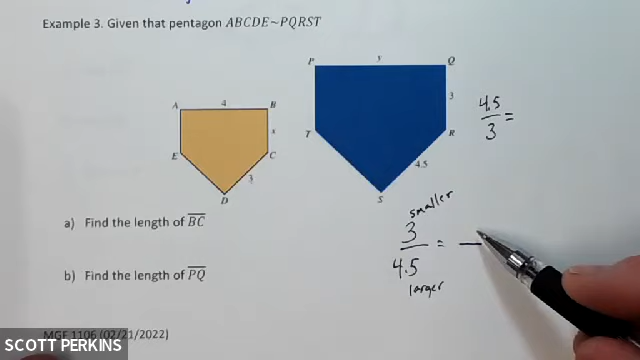 Example 3. Given that pentagon ABCDE~PQRST
P y Q
A 4 B
3
4.5
3 =
x
T R
E C
4.5
3
D
S
smaller
a) Find the length of BC
3
4.5 =
larger
b) Find the length of PQ
MGF 1106 (02/21/2022)
SCOTT PERKINS